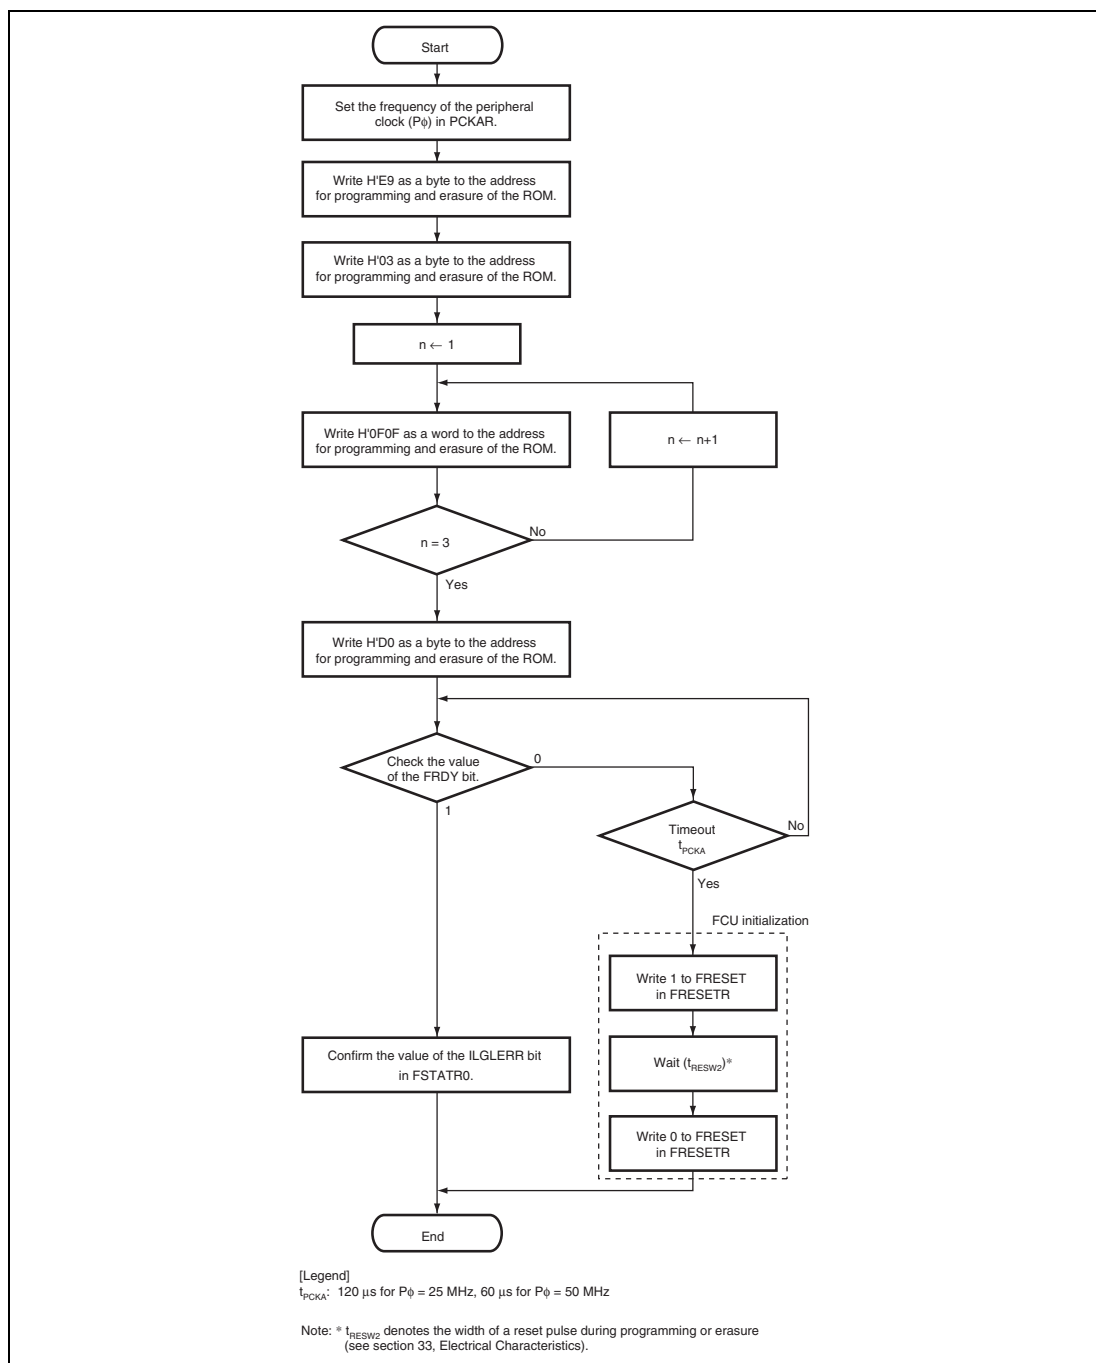 Start
Set the frequency of the peripheral
clock (Pφ) in PCKAR.
Write H'E9 as a byte to the address
for programming and erasure of the ROM.
Write H'03 as a byte to the address
for programming and erasure of the ROM.
n ← 1
Write H'0F0F as a word to the address
for programming and erasure of the ROM.
n ← n+1
n = 3
No
Yes
Write H'D0 as a byte to the address
for programming and erasure of the ROM.
Check the value
of the FRDY bit.
0
1
Timeout
tPCKA
No
Yes
FCU initialization
Write 1 to FRESET
in FRESETR
Wait (tRESW2)*
Write 0 to FRESET
in FRESETR
Confirm the value of the ILGLERR bit
in FSTATR0.
End
[Legend]
tPCKA: 120 μs for Pφ = 25 MHz, 60 μs for Pφ = 50 MHz
Note: * tRESW2 denotes the width of a reset pulse during programming or erasure
(see section 33, Electrical Characteristics).